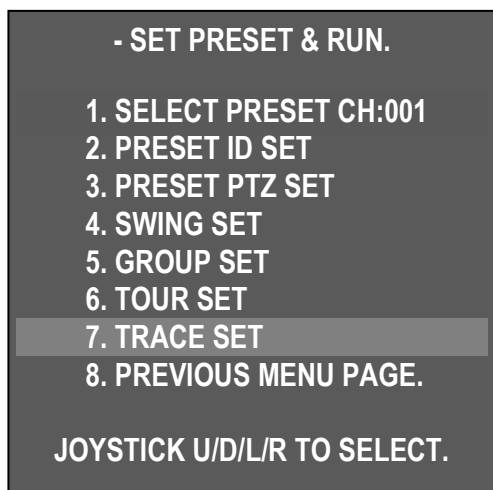 - SET PRESET & RUN.
1. SELECT PRESET CH:001
2. PRESET ID SET
3. PRESET PTZ SET
4. SWING SET
5. GROUP SET
6. TOUR SET
7. TRACE SET
8. PREVIOUS MENU PAGE.
JOYSTICK U/D/L/R TO SELECT.